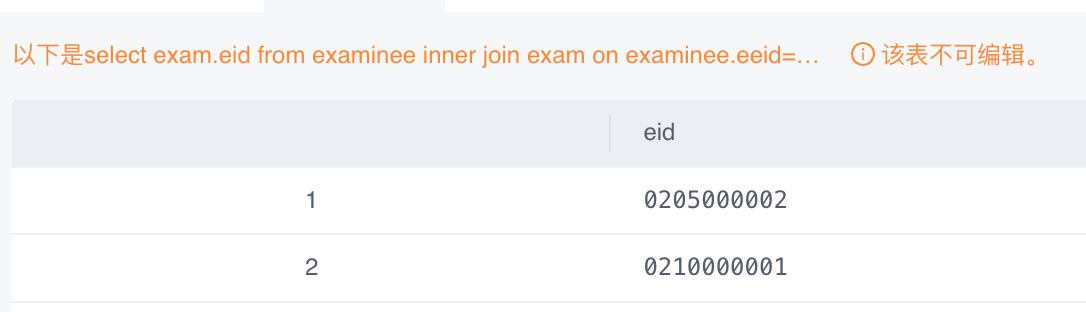 以下是select exam.eid from examinee inner join exam on examinee.eeid=... 该表不可编辑。
eid
1 0205000002
2 0210000001